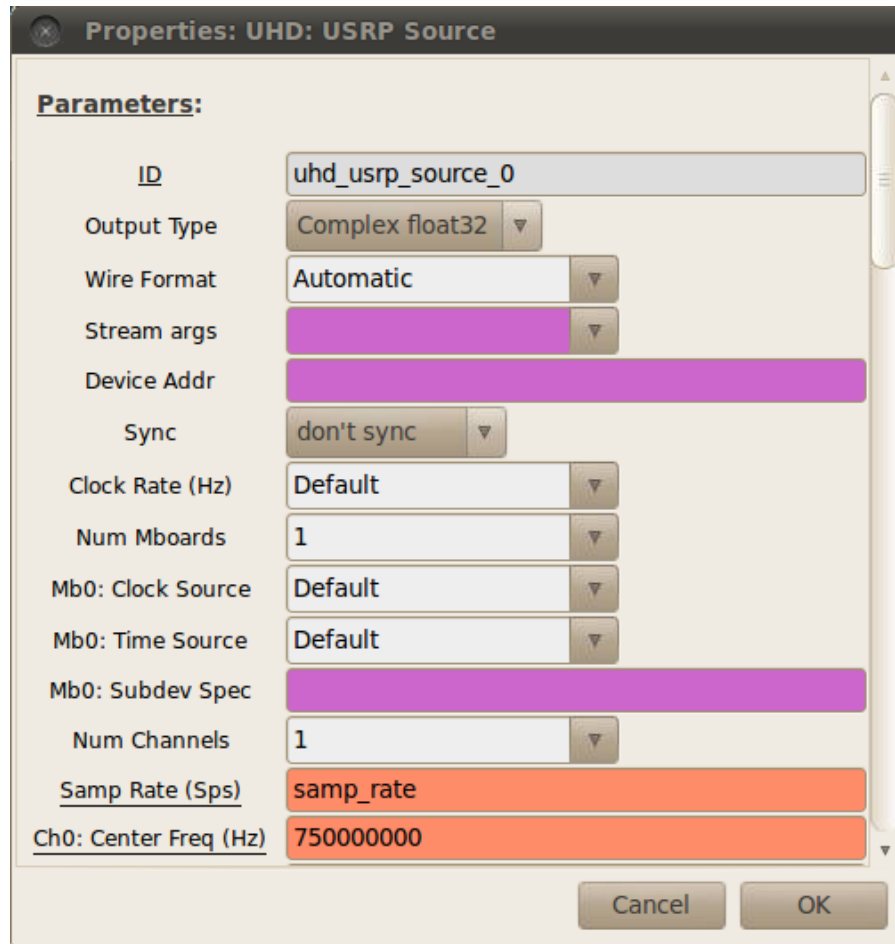 Properties: UHD: USRP Source
Parameters:
ID uhd_usrp_source_0
Output Type Complex float32
Wire Format Automatic
Stream args
Device Addr
Sync don't sync
Clock Rate (Hz) Default
Num Mboards 1
Mb0: Clock Source Default
Mb0: Time Source Default
Mb0: Subdev Spec
Num Channels 1
Samp Rate (Sps) samp_rate
Ch0: Center Freq (Hz) 750000000
Cancel OK